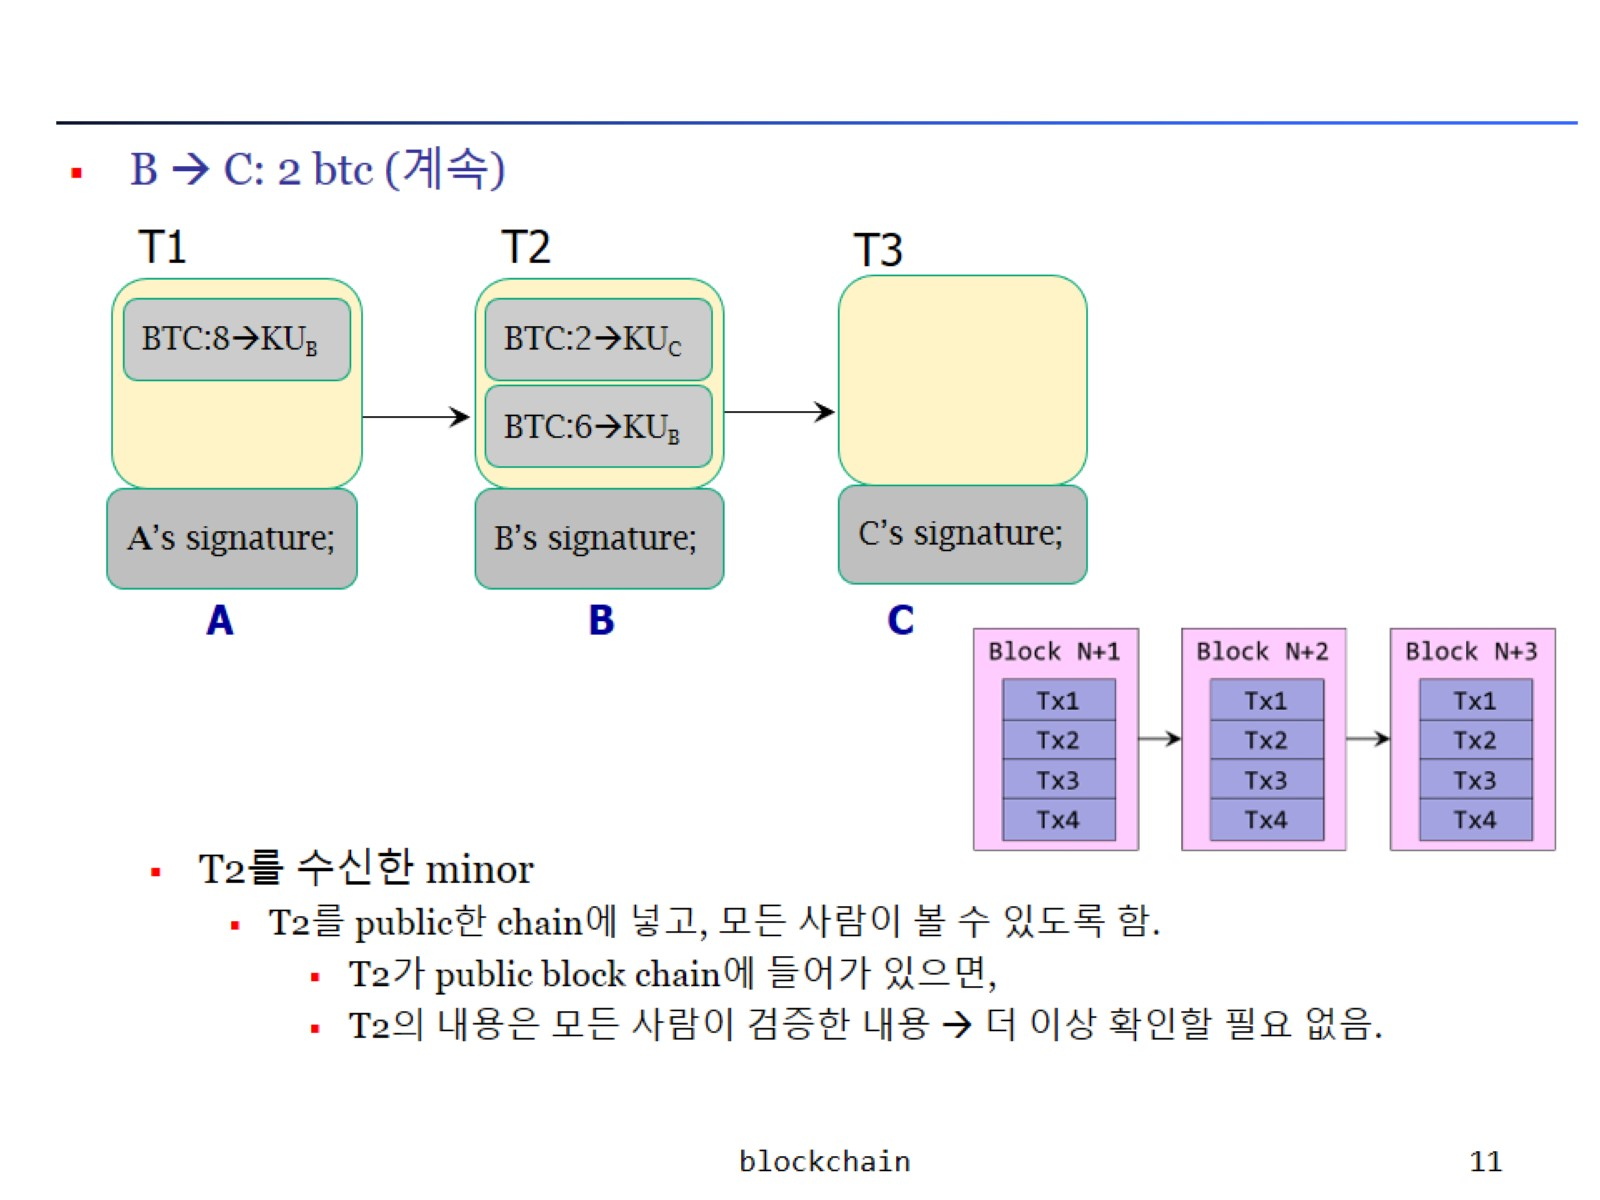 B → C: 2 btc (계속)
T1 T2 T3
BTC:8→KUB BTC:2→KUC
BTC:6→KUB
A's signature; B's signature; C's signature;
A B C
Block N+1 Block N+2 Block N+3
Tx1 Tx1 Tx1
Tx2 Tx2 Tx2
Tx3 Tx3 Tx3
Tx4 Tx4 Tx4
T2를 수신한 minor
T2를 public한 chain에 넣고, 모든 사람이 볼 수 있도록 함.
T2가 public block chain에 들어가 있으면,
T2의 내용은 모든 사람이 검증한 내용 → 더 이상 확인할 필요 없음.
blockchain 11